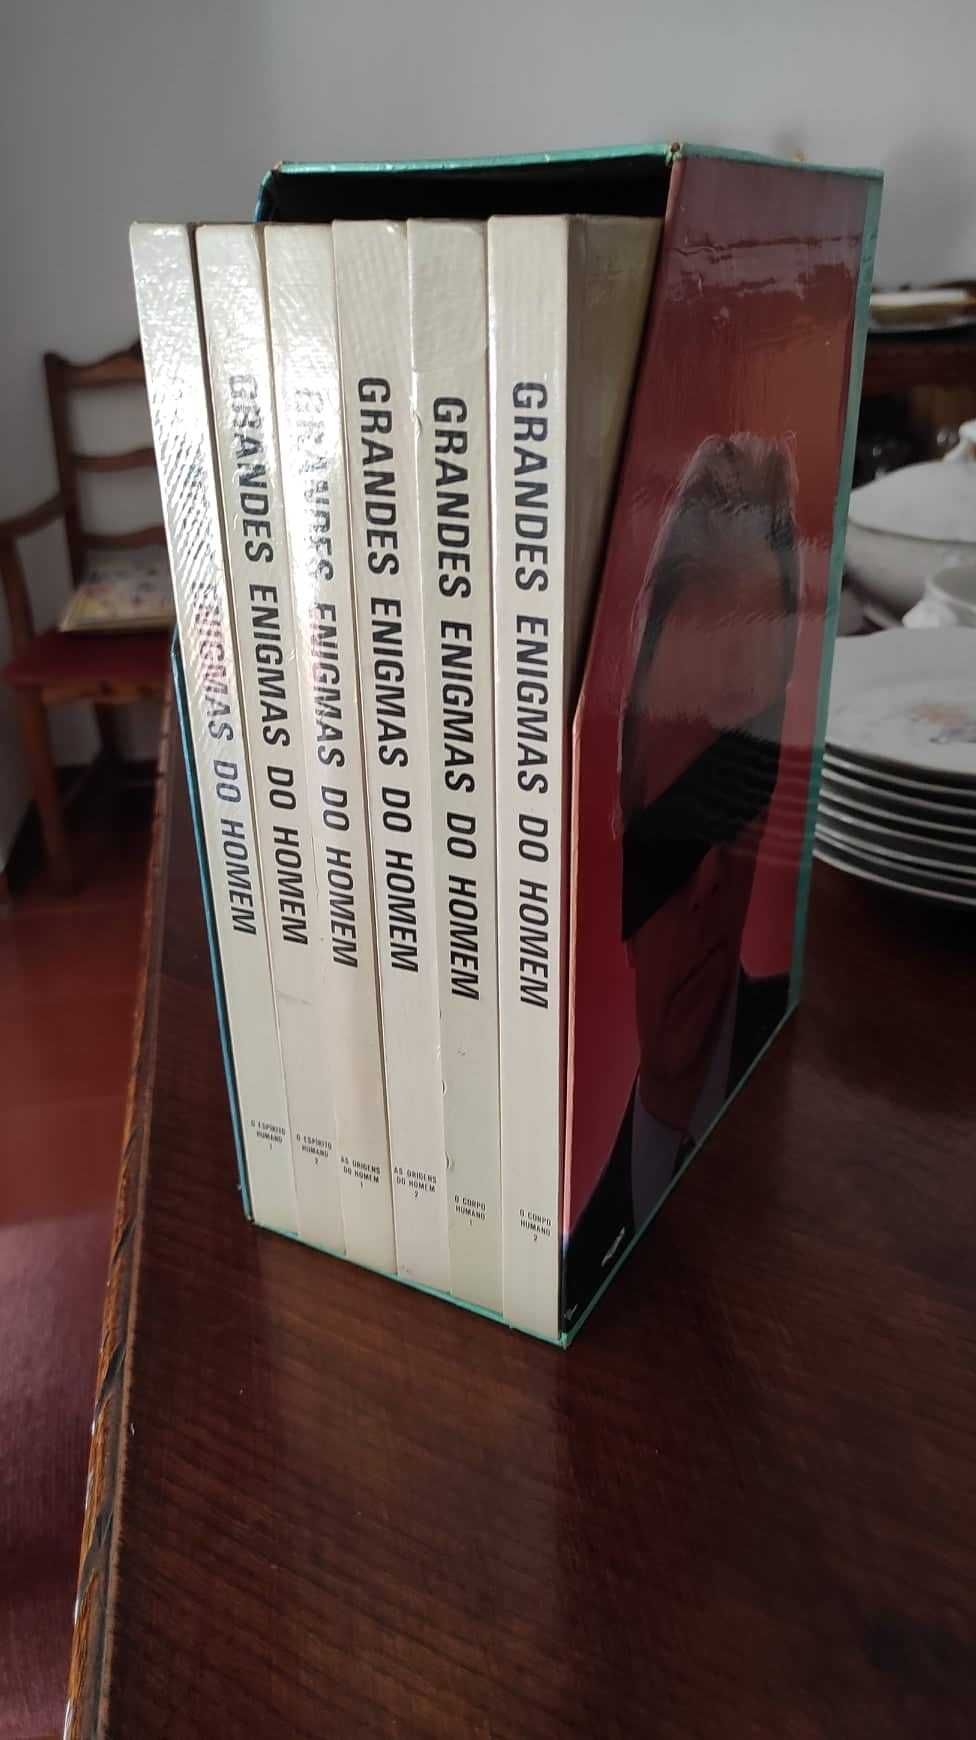 ENIGMAS DO HOMEM
O ESPÍRITO
HUMANO
1
GRANDES ENIGMAS DO HOMEM
O ESPÍRITO
HUMANO
2
GRANDES ENIGMAS DO HOMEM
AS ORIGENS
DO HOMEM
1
GRANDES ENIGMAS DO HOMEM
AS ORIGENS
DO HOMEM
2
GRANDES ENIGMAS DO HOMEM
O CORPO
HUMANO
1
GRANDES ENIGMAS DO HOMEM
O CORPO
HUMANO
2